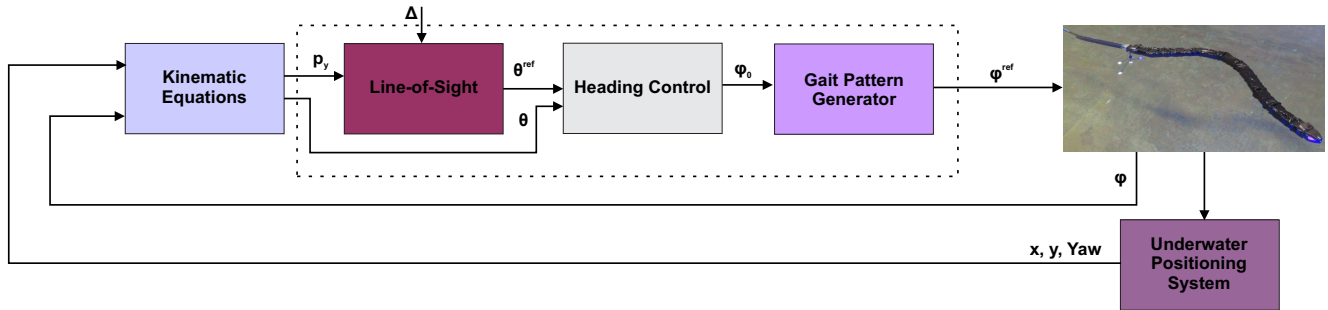 Δ
Kinematic
Equations
p_y
Line-of-Sight
θ^ref
θ
Heading Control
φ_0
Gait Pattern
Generator
φ^ref
φ
x, y, Yaw
Underwater
Positioning
System